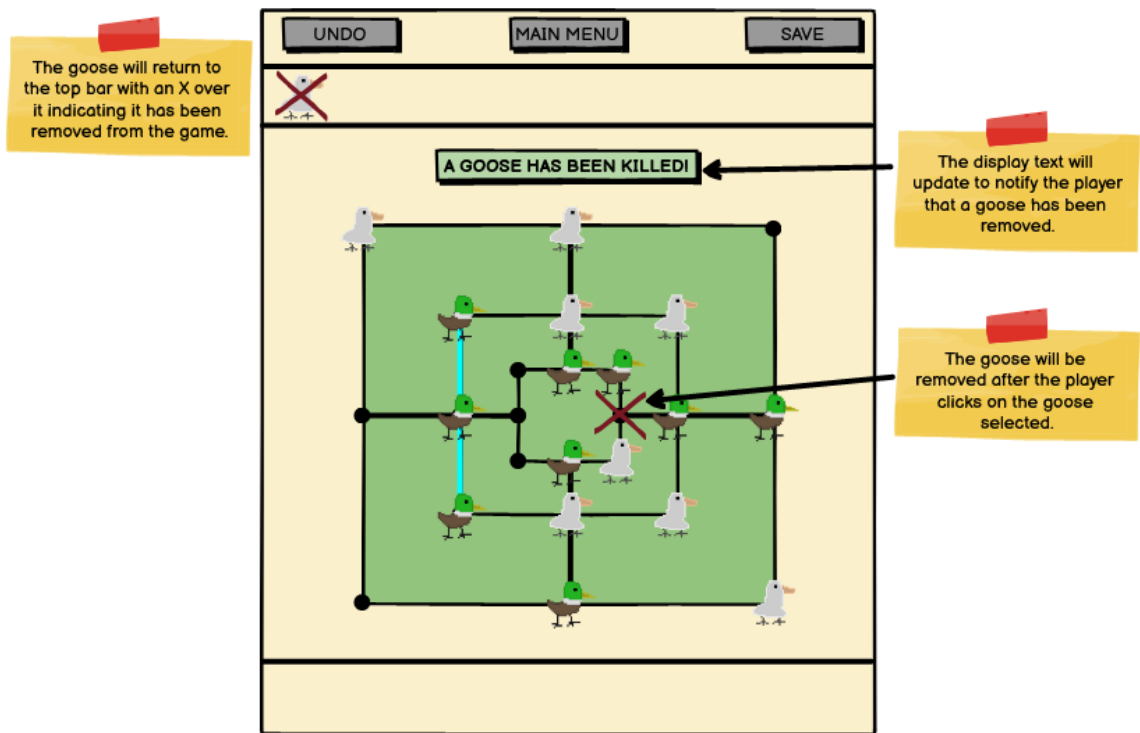 UNDO
MAIN MENU
SAVE
The goose will return to
the top bar with an X over
it indicating it has been
removed from the game.
A GOOSE HAS BEEN KILLED!
The display text will
update to notify the player
that a goose has been
removed.
The goose will be
removed after the player
clicks on the goose
selected.